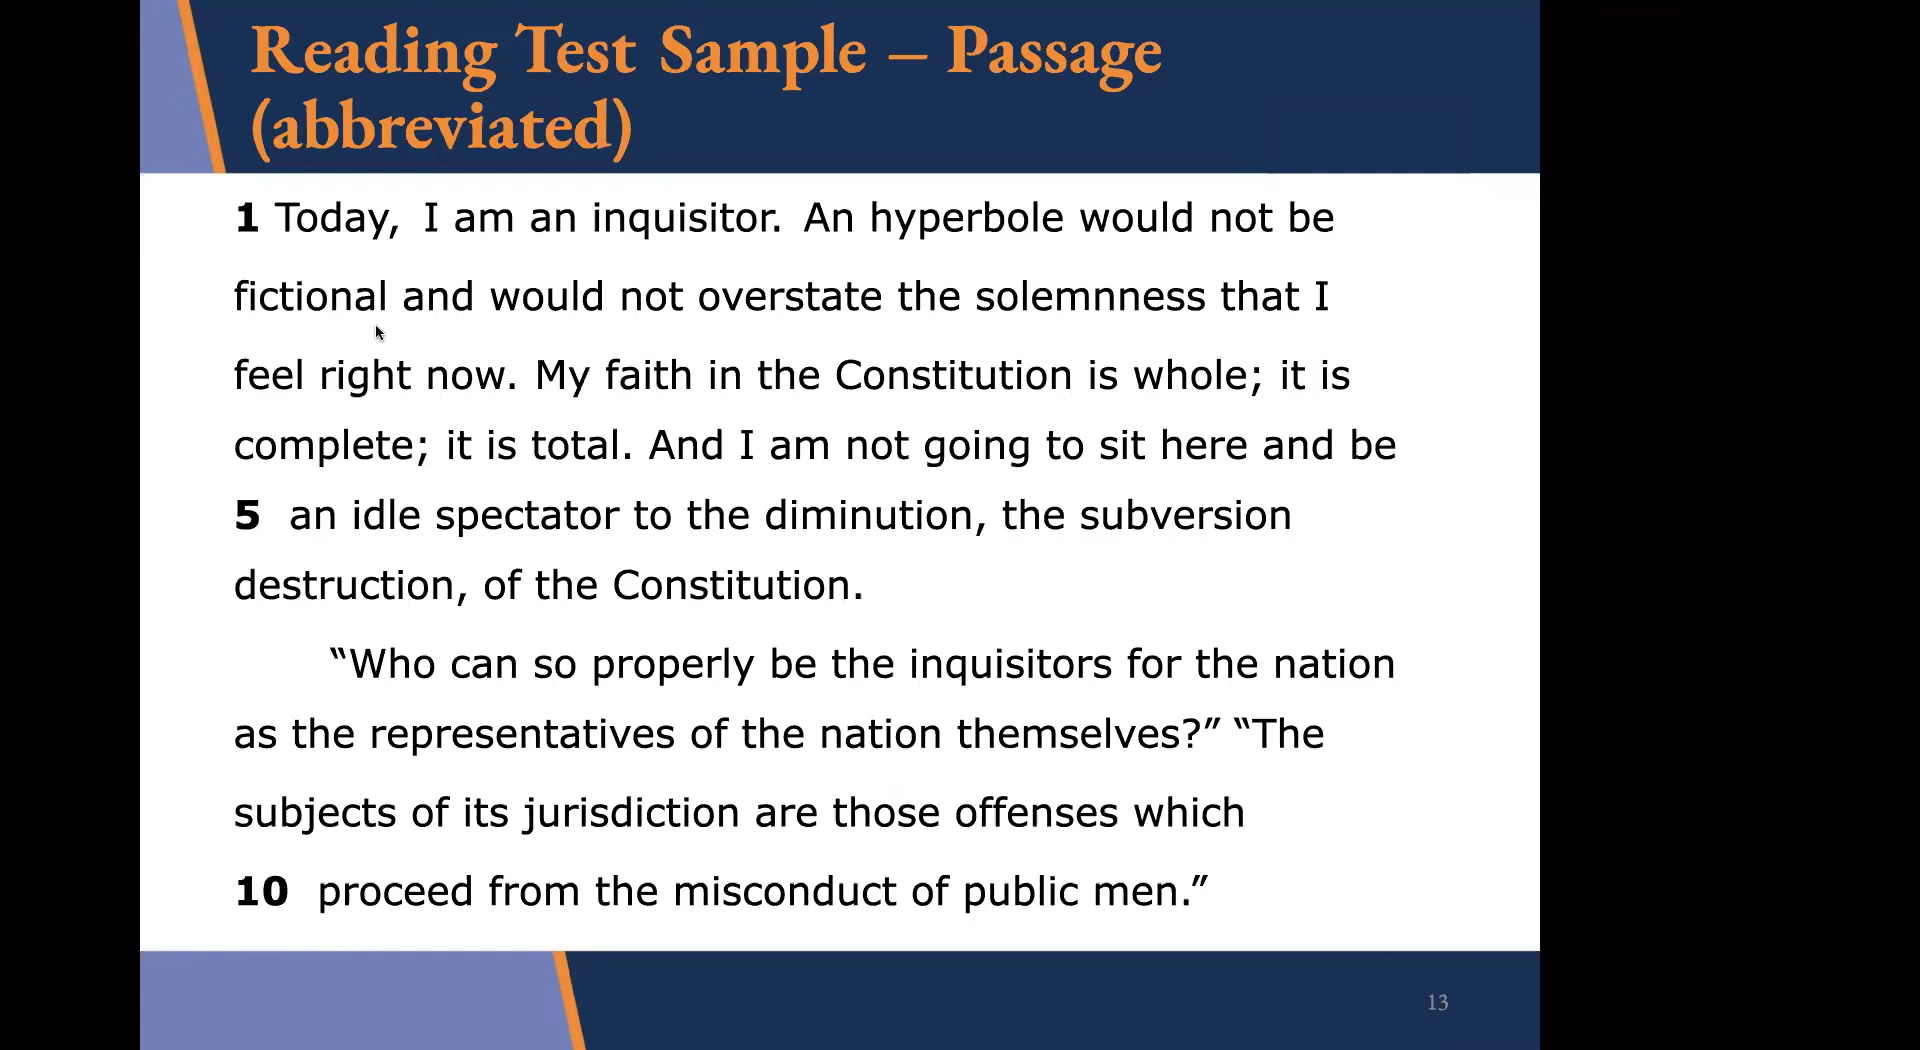 Reading Test Sample – Passage
(abbreviated)
1 Today, I am an inquisitor. An hyperbole would not be
fictional and would not overstate the solemnness that I
feel right now. My faith in the Constitution is whole; it is
complete; it is total. And I am not going to sit here and be
5 an idle spectator to the diminution, the subversion
destruction, of the Constitution.
“Who can so properly be the inquisitors for the nation
as the representatives of the nation themselves?” “The
subjects of its jurisdiction are those offenses which
10 proceed from the misconduct of public men.”
13